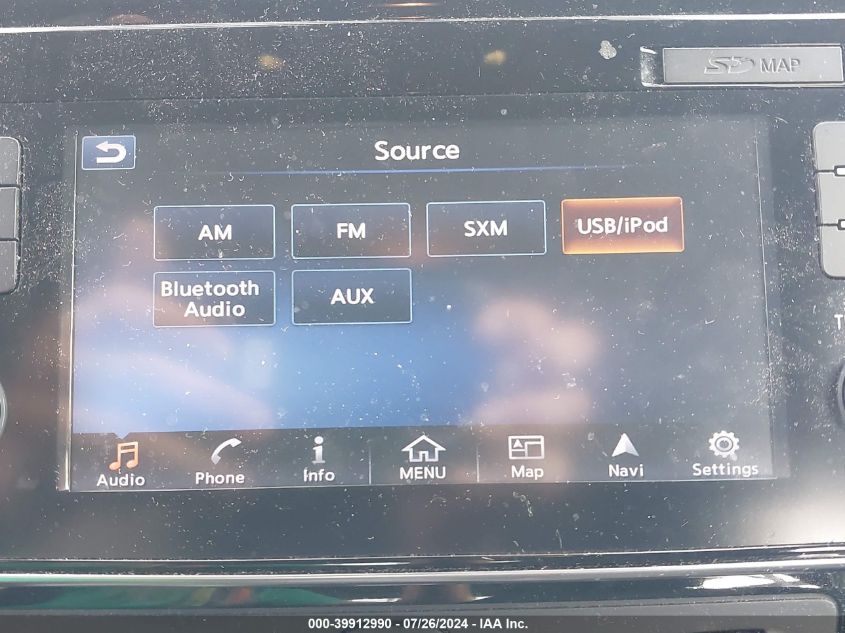 SD MAP
Source
AM FM SXM USB/iPod
Bluetooth
Audio
AUX
Audio Phone Info MENU Map Navi Settings
000-39912990 / 07/26/2024 - IAA Inc.